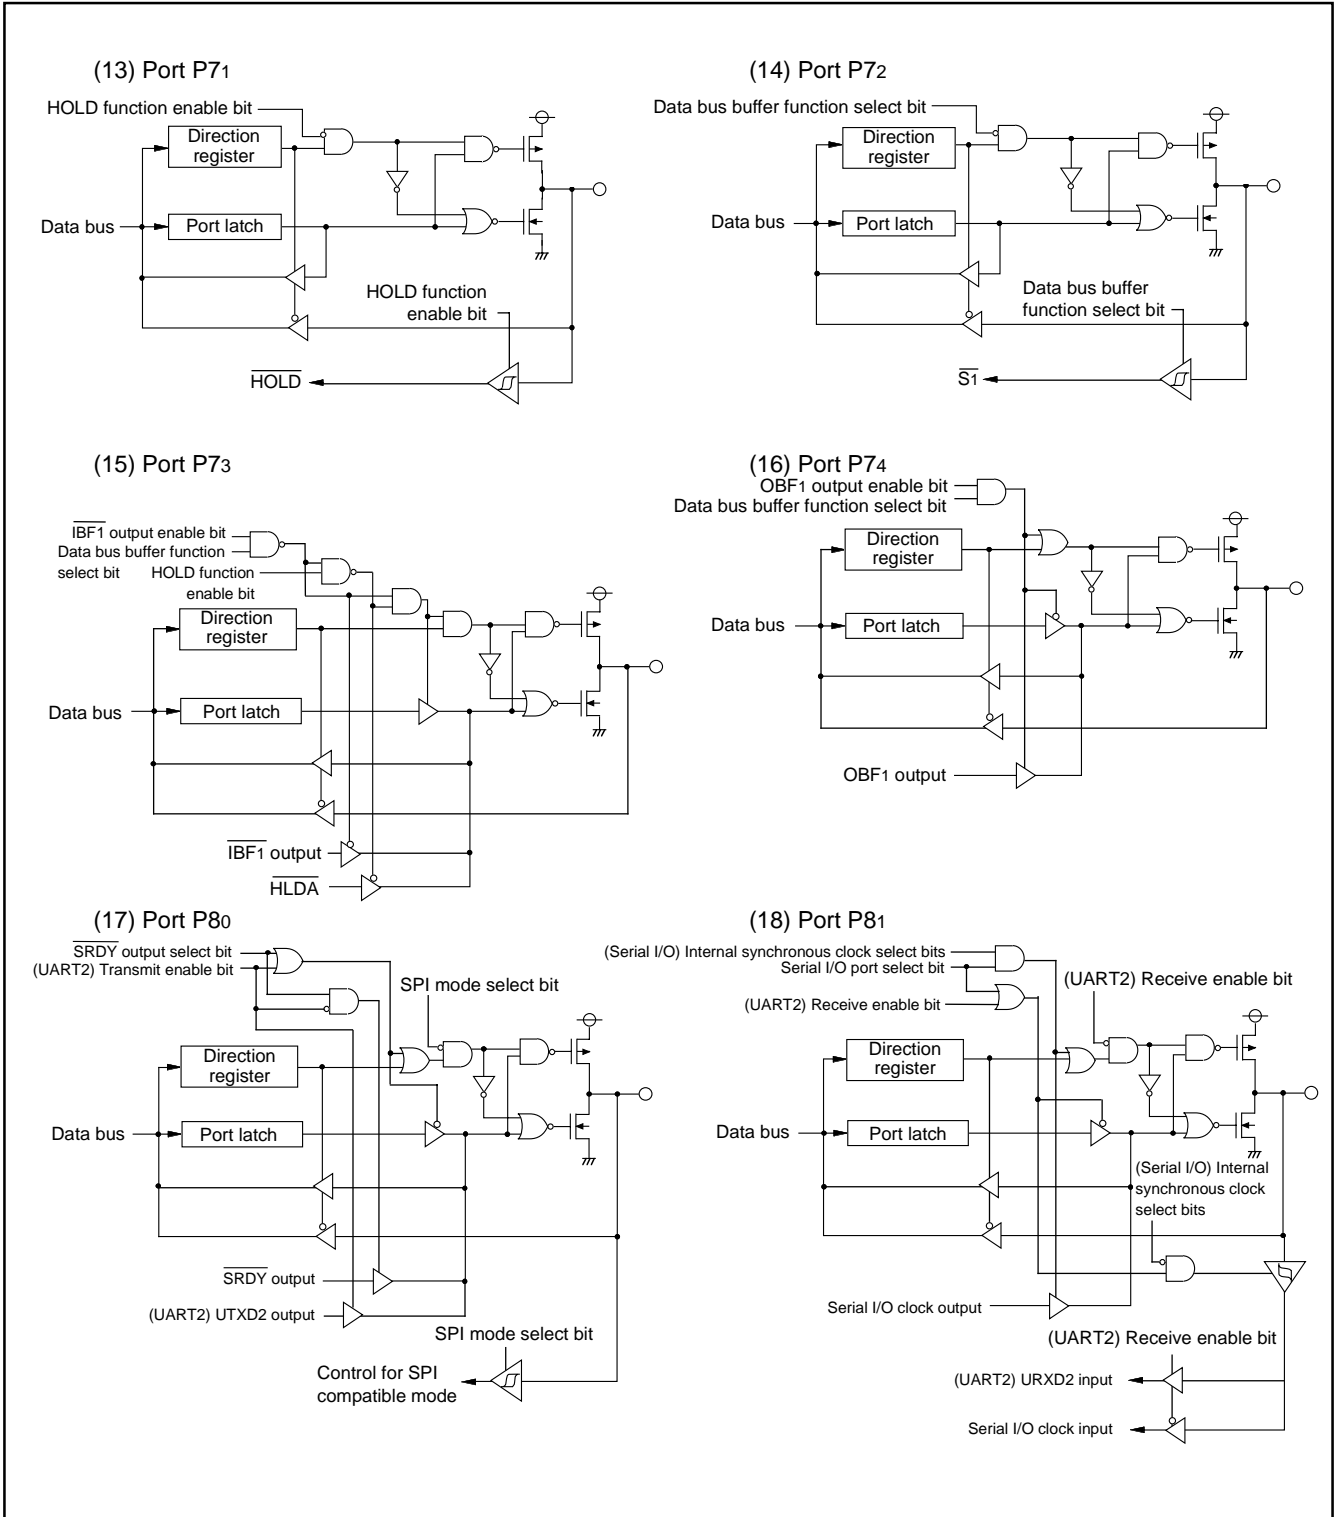 (13) Port P71
HOLD function enable bit
Direction
register
Data bus
Port latch
HOLD function
enable bit
HOLD
(14) Port P72
Data bus buffer function select bit
Direction
register
Data bus
Port latch
Data bus buffer
function select bit
S1
(15) Port P73
IBF1 output enable bit
Data bus buffer function
select bit
HOLD function
enable bit
Direction
register
Data bus
Port latch
IBF1 output
HLDA
(16) Port P74
OBF1 output enable bit
Data bus buffer function select bit
Direction
register
Data bus
Port latch
OBF1 output
(17) Port P80
SRDY output select bit
(UART2) Transmit enable bit
SPI mode select bit
Direction
register
Data bus
Port latch
SRDY output
(UART2) UTXD2 output
SPI mode select bit
Control for SPI
compatible mode
(18) Port P81
(Serial I/O) Internal synchronous clock select bits
Serial I/O port select bit
(UART2) Receive enable bit
(UART2) Receive enable bit
Direction
register
Data bus
Port latch
(Serial I/O) Internal
synchronous clock
select bits
Serial I/O clock output
(UART2) Receive enable bit
(UART2) URXD2 input
Serial I/O clock input